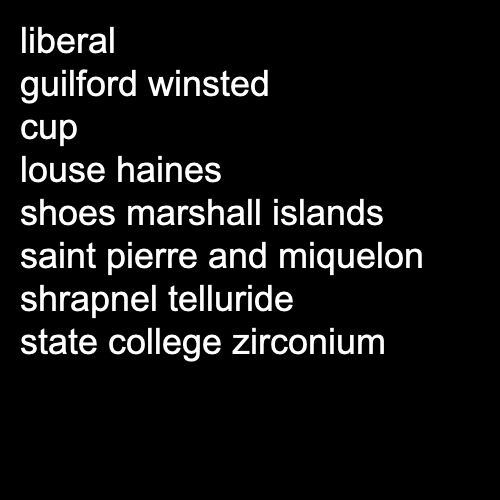 liberal
guilford winsted
cup
louse haines
shoes marshall islands
saint pierre and miquelon
shrapnel telluride
state college zirconium